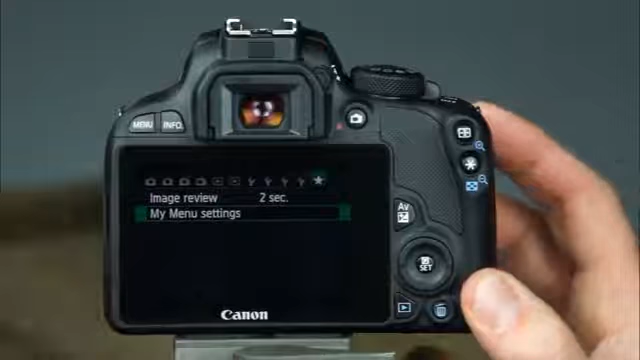 MENU INFO.
Image review 2 sec.
My Menu settings
Av
SET
Canon